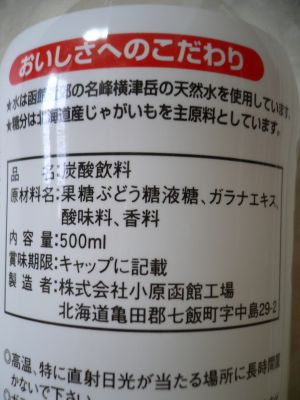 おいしさへのこだわり
★水は函館 部の名峰横津岳の天然水を使用しています。
★糖分は北海道産じゃがいもを主原料としています。
品 名:炭酸飲料
原材料名:果糖ぶどう糖液糖、ガラナエキス、
酸味料、香料
内 容 量:500ml
賞味期限:キャップに記載
製 造 者:株式会社小原函館工場
北海道亀田郡七飯町字中島29-2
○高温、特に直射日光が当たる場所に長時間置
かないで下さい。